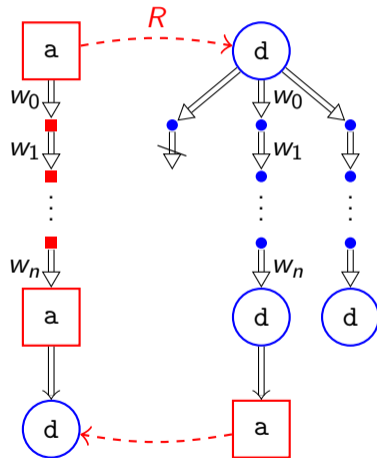 R
a d
w₀ w₀
w₁ w₁
⋮ ⋮ ⋮
wₙ wₙ
a d d
d a